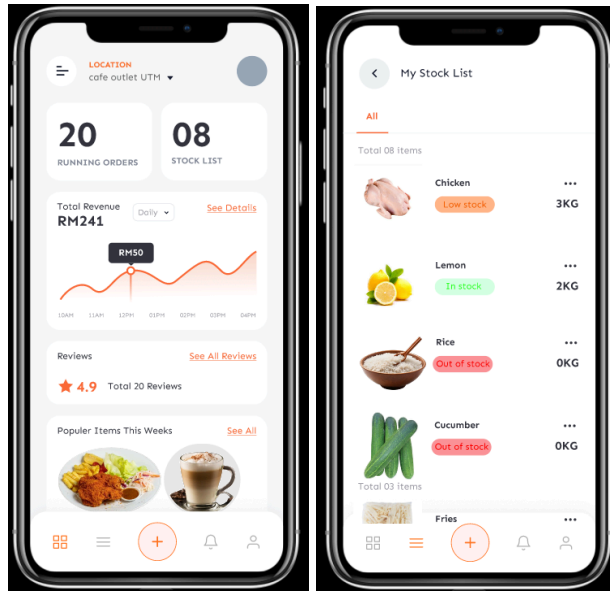 LOCATION
cafe outlet UTM
20
RUNNING ORDERS
08
STOCK LIST
Total Revenue
Daily
See Details
RM241
RM50
10AM 11AM 12PM 01PM 02PM 03PM 04PM
Reviews
See All Reviews
4.9 Total 20 Reviews
Populer Items This Weeks
See All
My Stock List
All
Total 08 items
Chicken
Low stock
3KG
Lemon
In stock
2KG
Rice
Out of stock
0KG
Cucumber
Out of stock
0KG
Total 03 items
Fries